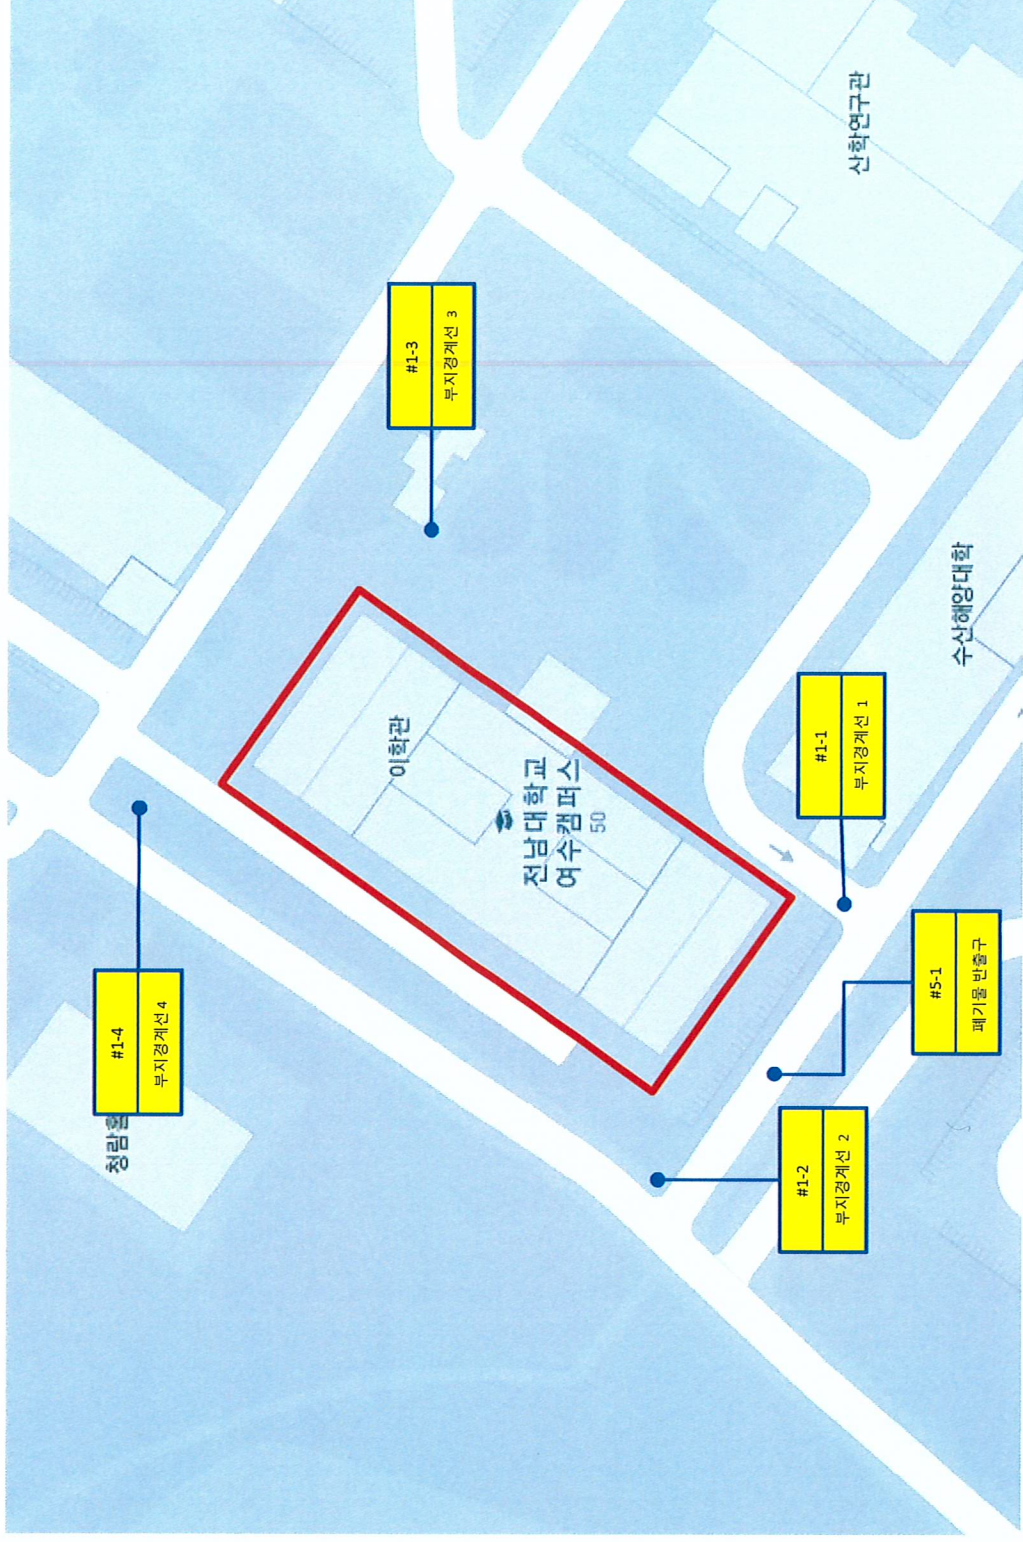 청람
#1-4
부지경계선 4
이학관
#1-3
부지경계선 3
전남대학교
여수캠퍼스
50
#1-2
부지경계선 2
#1-1
부지경계선 1
산학연구관
#5-1
폐기물 반출구
수산해양대학